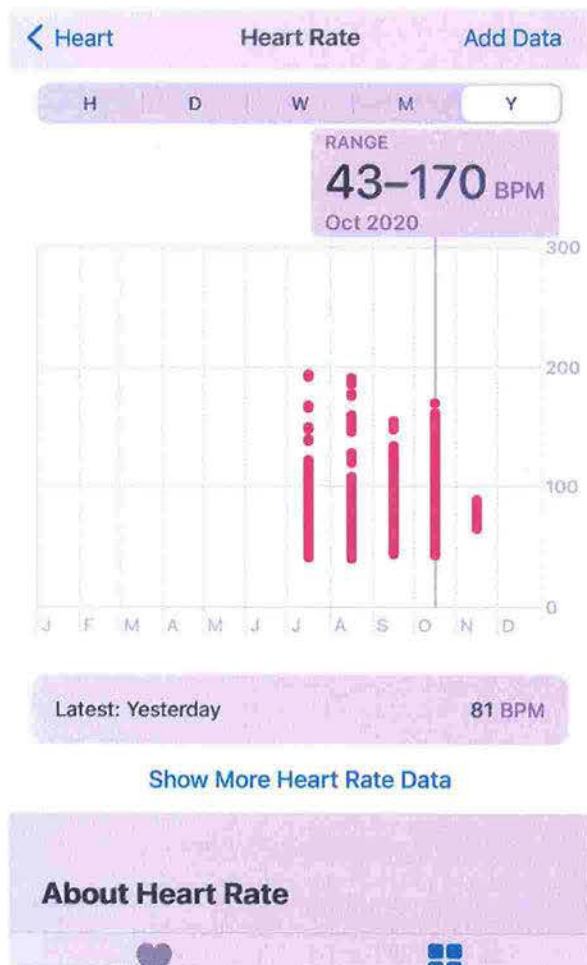 Heart Heart Rate Add Data
H D W M Y
RANGE
43–170 BPM
Oct 2020
300
200
100
0
J F M A M J J A S O N D
Latest: Yesterday 81 BPM
Show More Heart Rate Data
About Heart Rate